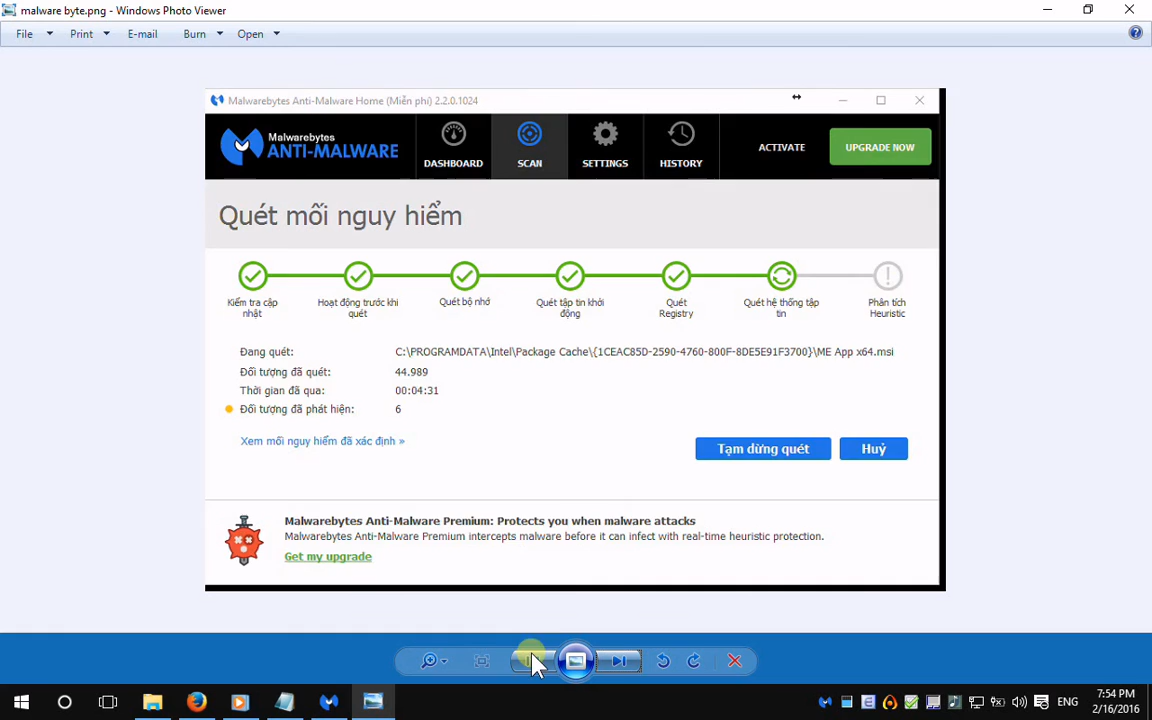 malware byte.png - Windows Photo Viewer
File Print E-mail Burn Open
Malwarebytes Anti-Malware Home (Miễn phí) 2.2.0.1024
Malwarebytes
ANTI-MALWARE
DASHBOARD SCAN SETTINGS HISTORY ACTIVATE UPGRADE NOW
Quét mối nguy hiểm
Kiểm tra cập nhật
Hoạt động trước khi quét
Quét bộ nhớ
Quét tập tin khởi động
Quét Registry
Quét hệ thống tập tin
Phân tích Heuristic
Đang quét: C:\PROGRAMDATA\Intel\Package Cache\{1CEAC85D-2590-4760-800F-8DE5E91F3700}\ME App x64.msi
Đối tượng đã quét: 44.989
Thời gian đã qua: 00:04:31
Đối tượng đã phát hiện: 6
Xem mối nguy hiểm đã xác định »
Tạm dừng quét Huỷ
Malwarebytes Anti-Malware Premium: Protects you when malware attacks
Malwarebytes Anti-Malware Premium intercepts malware before it can infect with real-time heuristic protection.
Get my upgrade
ENG
7:54 PM
2/16/2016